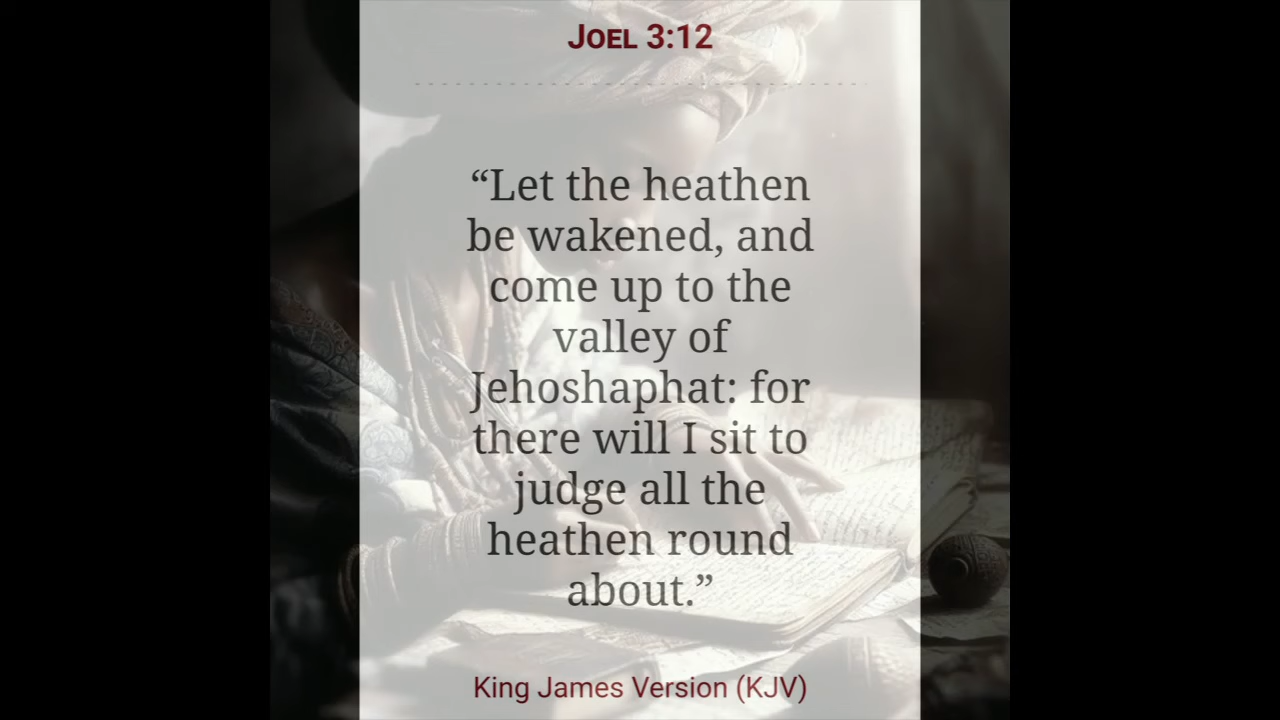 Joel 3:12
“Let the heathen
be wakened, and
come up to the
valley of
Jehoshaphat: for
there will I sit to
judge all the
heathen round
about.”
King James Version (KJV)